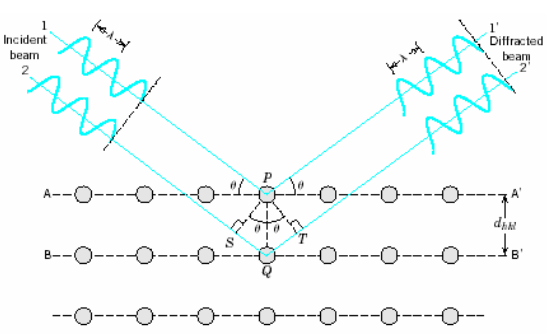 1
λ
Incident
beam
2
1'
λ
Diffracted
beam
2'
P
θ
θ
A
A'
d_hkl
θ
θ
S
T
B
B'
Q